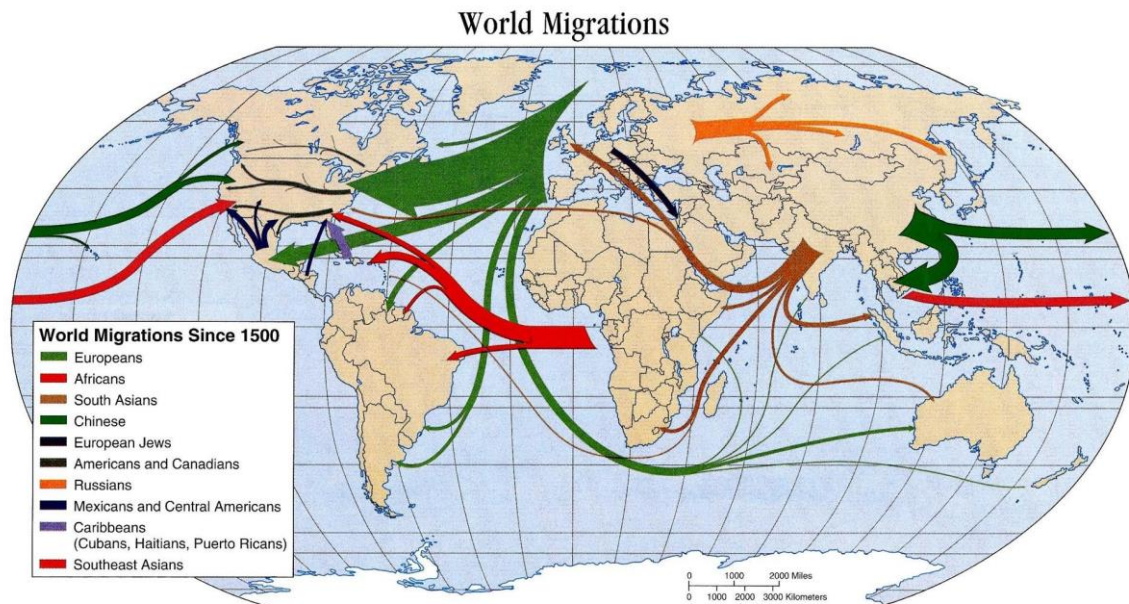 World Migrations
World Migrations Since 1500
Europeans
Africans
South Asians
Chinese
European Jews
Americans and Canadians
Russians
Mexicans and Central Americans
Caribbeans
(Cubans, Haitians, Puerto Ricans)
Southeast Asians
0 1000 2000 Miles
0 1000 2000 3000 Kilometers